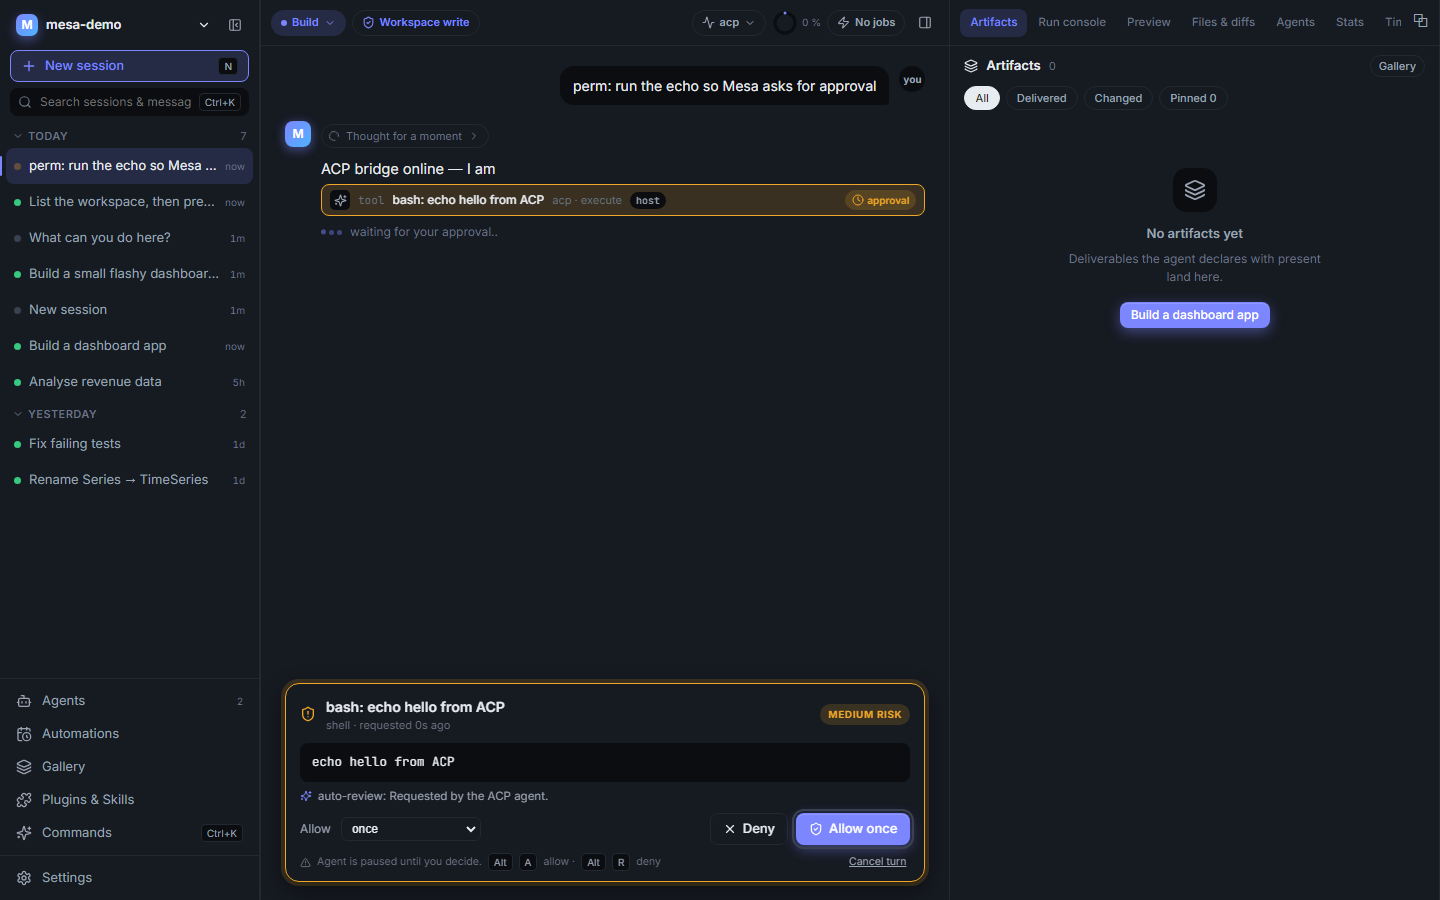 M mesa-demo
New session N
Search sessions & messag Ctrl+K
TODAY 7
perm: run the echo so Mesa ... now
List the workspace, then pre... now
What can you do here? 1m
Build a small flashy dashboar... 1m
New session 1m
Build a dashboard app now
Analyse revenue data 5h
YESTERDAY 2
Fix failing tests 1d
Rename Series → TimeSeries 1d
Agents 2
Automations
Gallery
Plugins & Skills
Commands Ctrl+K
Settings
Build Workspace write acp 0 % No jobs
perm: run the echo so Mesa asks for approval you
M Thought for a moment
ACP bridge online — I am
tool bash: echo hello from ACP acp · execute host approval
waiting for your approval..
bash: echo hello from ACP MEDIUM RISK
shell · requested 0s ago
echo hello from ACP
auto-review: Requested by the ACP agent.
Allow once Deny Allow once
Agent is paused until you decide. Alt A allow · Alt R deny Cancel turn
Artifacts Run console Preview Files & diffs Agents Stats Tin
Artifacts 0 Gallery
All Delivered Changed Pinned 0
No artifacts yet
Deliverables the agent declares with present
land here.
Build a dashboard app